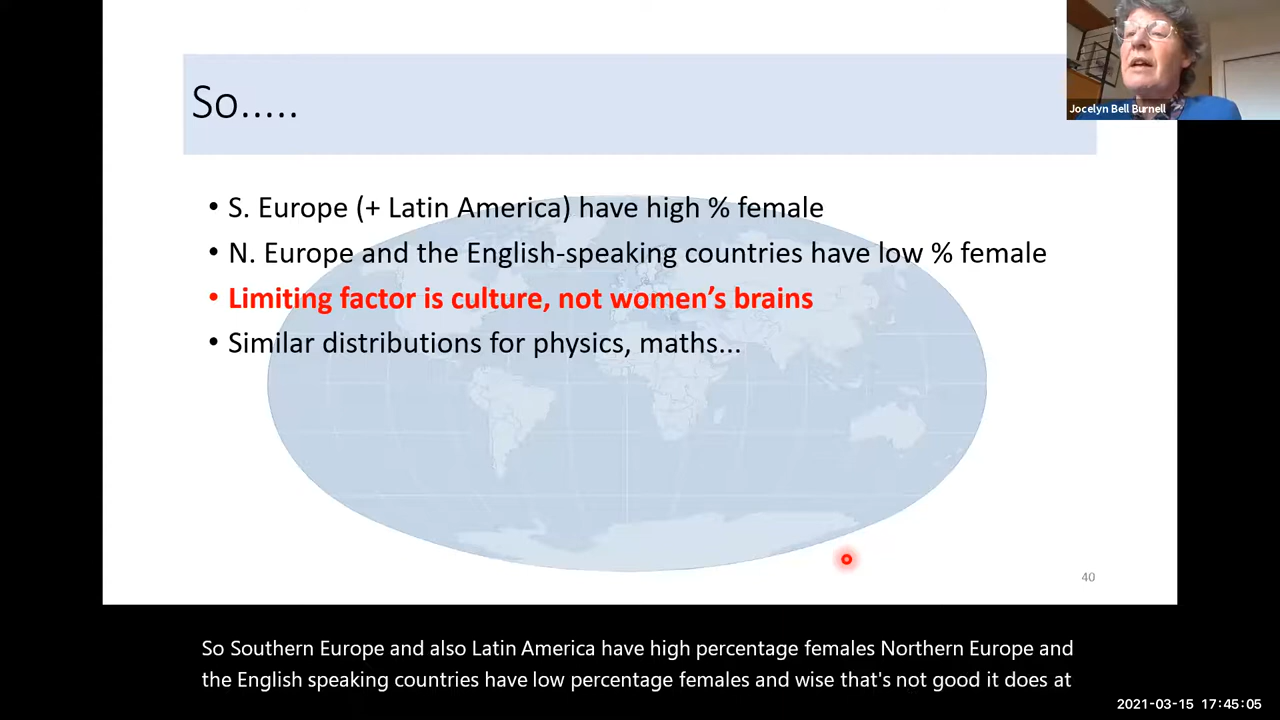 Jocelyn Bell Burnell
So.....
• S. Europe (+ Latin America) have high % female
• N. Europe and the English-speaking countries have low % female
• Limiting factor is culture, not women’s brains
• Similar distributions for physics, maths...
40
So Southern Europe and also Latin America have high percentage females Northern Europe and
the English speaking countries have low percentage females and wise that's not good it does at
2021-03-15 17:45:05